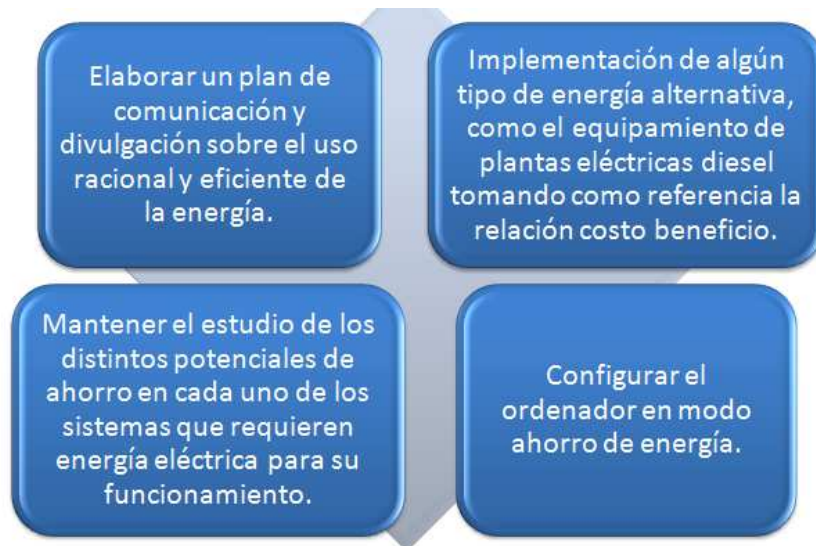 Elaborar un plan de
comunicación y
divulgación sobre el uso
racional y eficiente de
la energía.
Implementación de algún
tipo de energía alternativa,
como el equipamiento de
plantas eléctricas diesel
tomando como referencia la
relación costo beneficio.
Mantener el estudio de los
distintos potenciales de
ahorro en cada uno de los
sistemas que requieren
energía eléctrica para su
funcionamiento.
Configurar el
ordenador en modo
ahorro de energía.